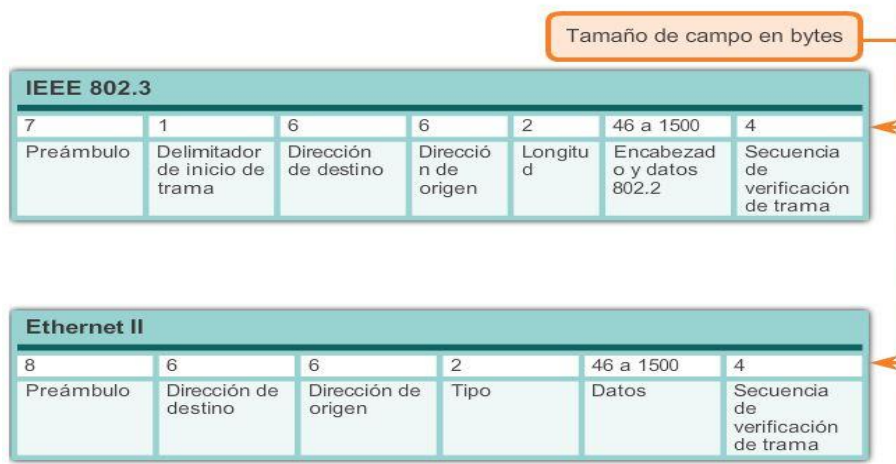 Tamaño de campo en bytes
IEEE 802.3
7 1 6 6 2 46 a 1500 4
Preámbulo
Delimitador
de inicio de
trama
Dirección
de destino
Direcció
n de
origen
Longitu
d
Encabezad
o y datos
802.2
Secuencia
de
verificación
de trama
Ethernet II
8 6 6 2 46 a 1500 4
Preámbulo
Dirección de
destino
Dirección de
origen
Tipo
Datos
Secuencia
de
verificación
de trama